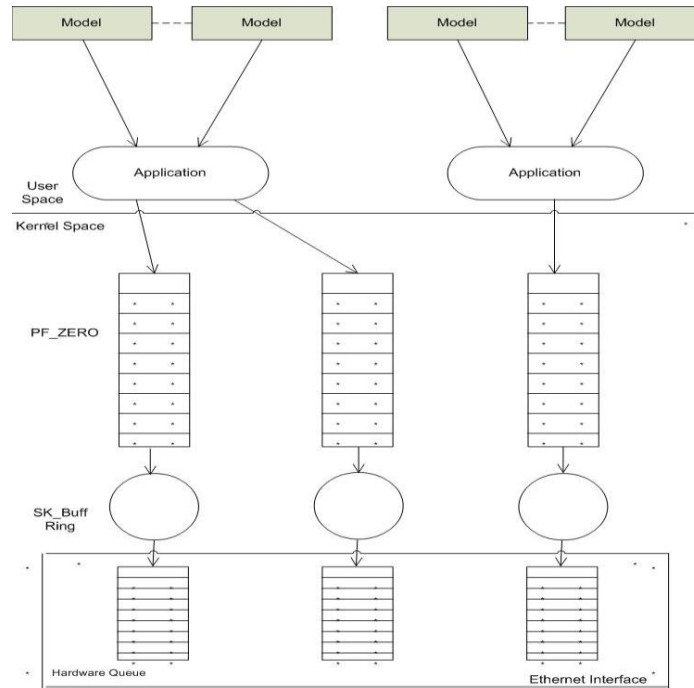 Model
Model
Model
Model
Application
Application
User
Space
Kernel Space
PF_ZERO
SK_Buff
Ring
Hardware Queue
Ethernet Interface